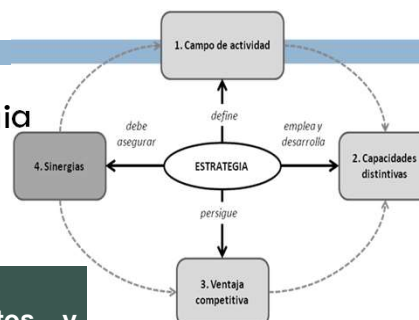 1. Campo de actividad
ia
define
debe
asegurar
emplea y
desarrolla
4. Sinergias
ESTRATEGIA
2. Capacidades
distintivas
persigue
3. Ventaja
competitiva
y